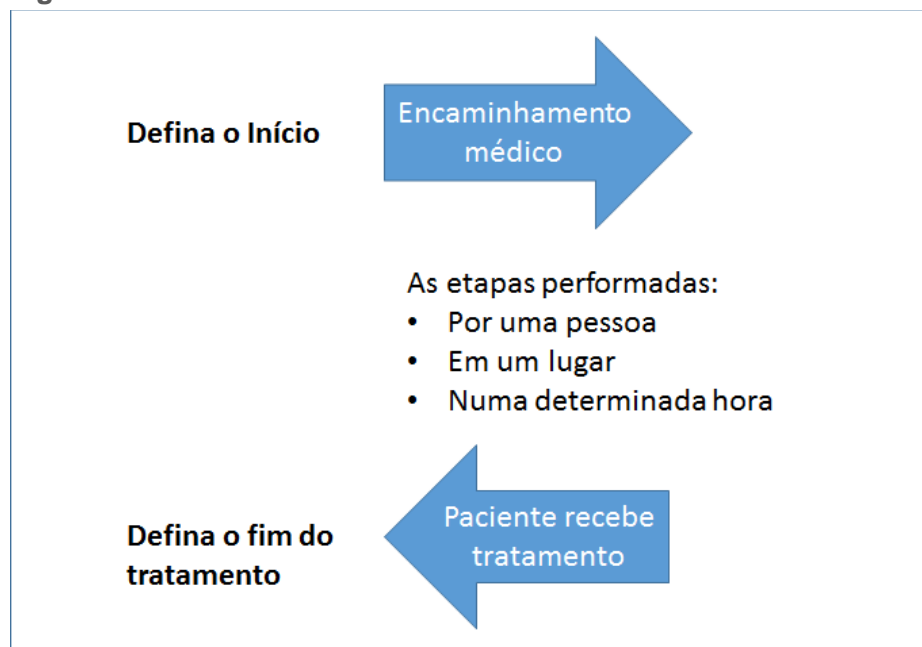 Defina o Início
Encaminhamento
médico
As etapas performadas:
• Por uma pessoa
• Em um lugar
• Numa determinada hora
Defina o fim do
tratamento
Paciente recebe
tratamento